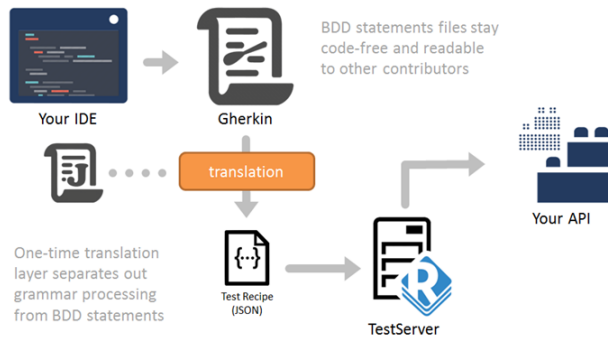 BDD statements files stay
code-free and readable
to other contributors
Your IDE
Gherkin
J
translation
Your API
One-time translation
layer separates out
grammar processing
from BDD statements
{...}
Test Recipe
(JSON)
R
TestServer